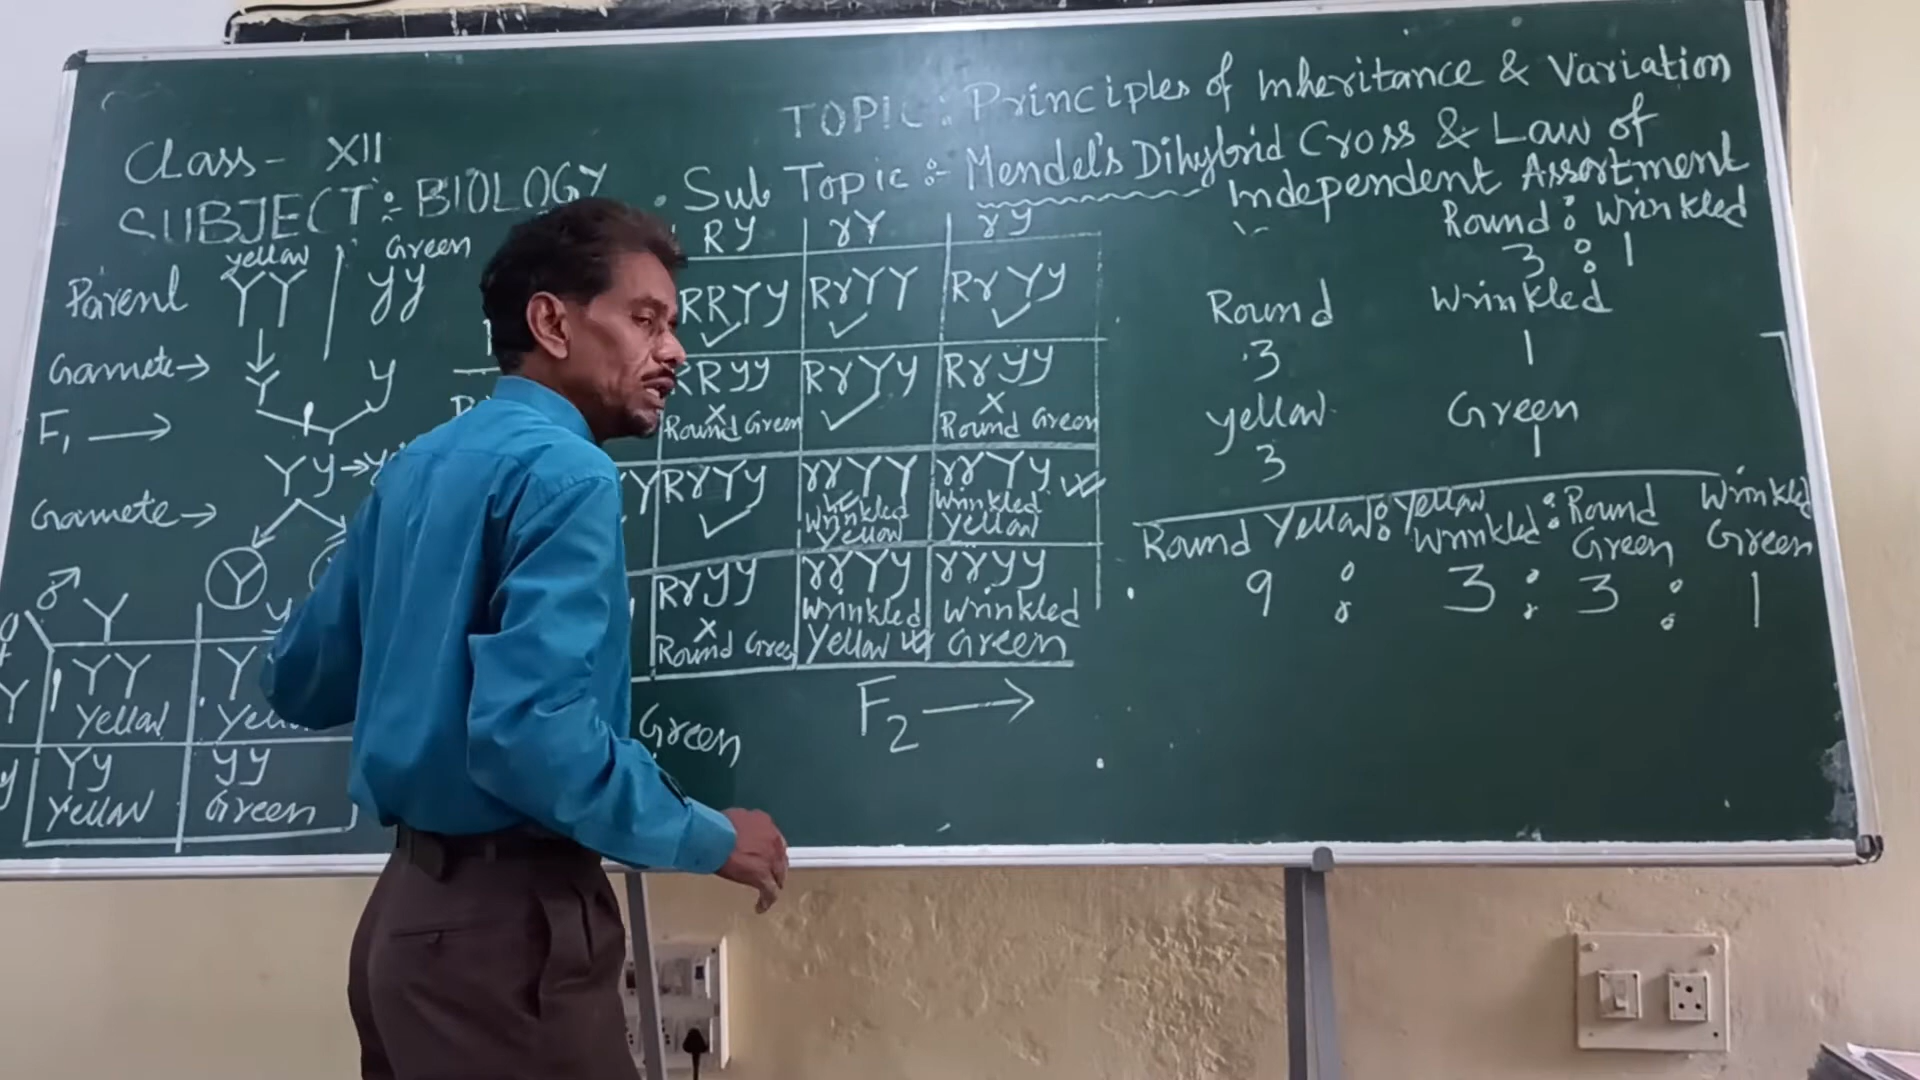 TOPIC: Principles of Inheritance & Variation
Class- XII
SUBJECT:- BIOLOGY
Sub Topic:- Mendel's Dihybrid Cross & Law of
Independent Assortment
yellow Green
Parent YY yy
Gamete→ Y y
F1 →
Yy→
Gamete→
Y
♂ Y y
♀
Y YY
Yellow
y Yy yy
Yellow Green
Ry rY ry
RRYy RrYY RrYy
RRyy RrYy Rryy
x x
Round Green Round Green
RrYy rrYY rrYy
Wrinkled Wrinkled
Yellow Yellow
Rryy rrYy rryy
x Wrinkled Wrinkled
Round Gree Yellow Green
Green
F2 →
Round : Wrinkled
3 : 1
Round Wrinkled
3 1
yellow Green
3 1
Round Yellow : Yellow Wrinkled : Round Green Wrinkled Green
9 : 3 : 3 : 1